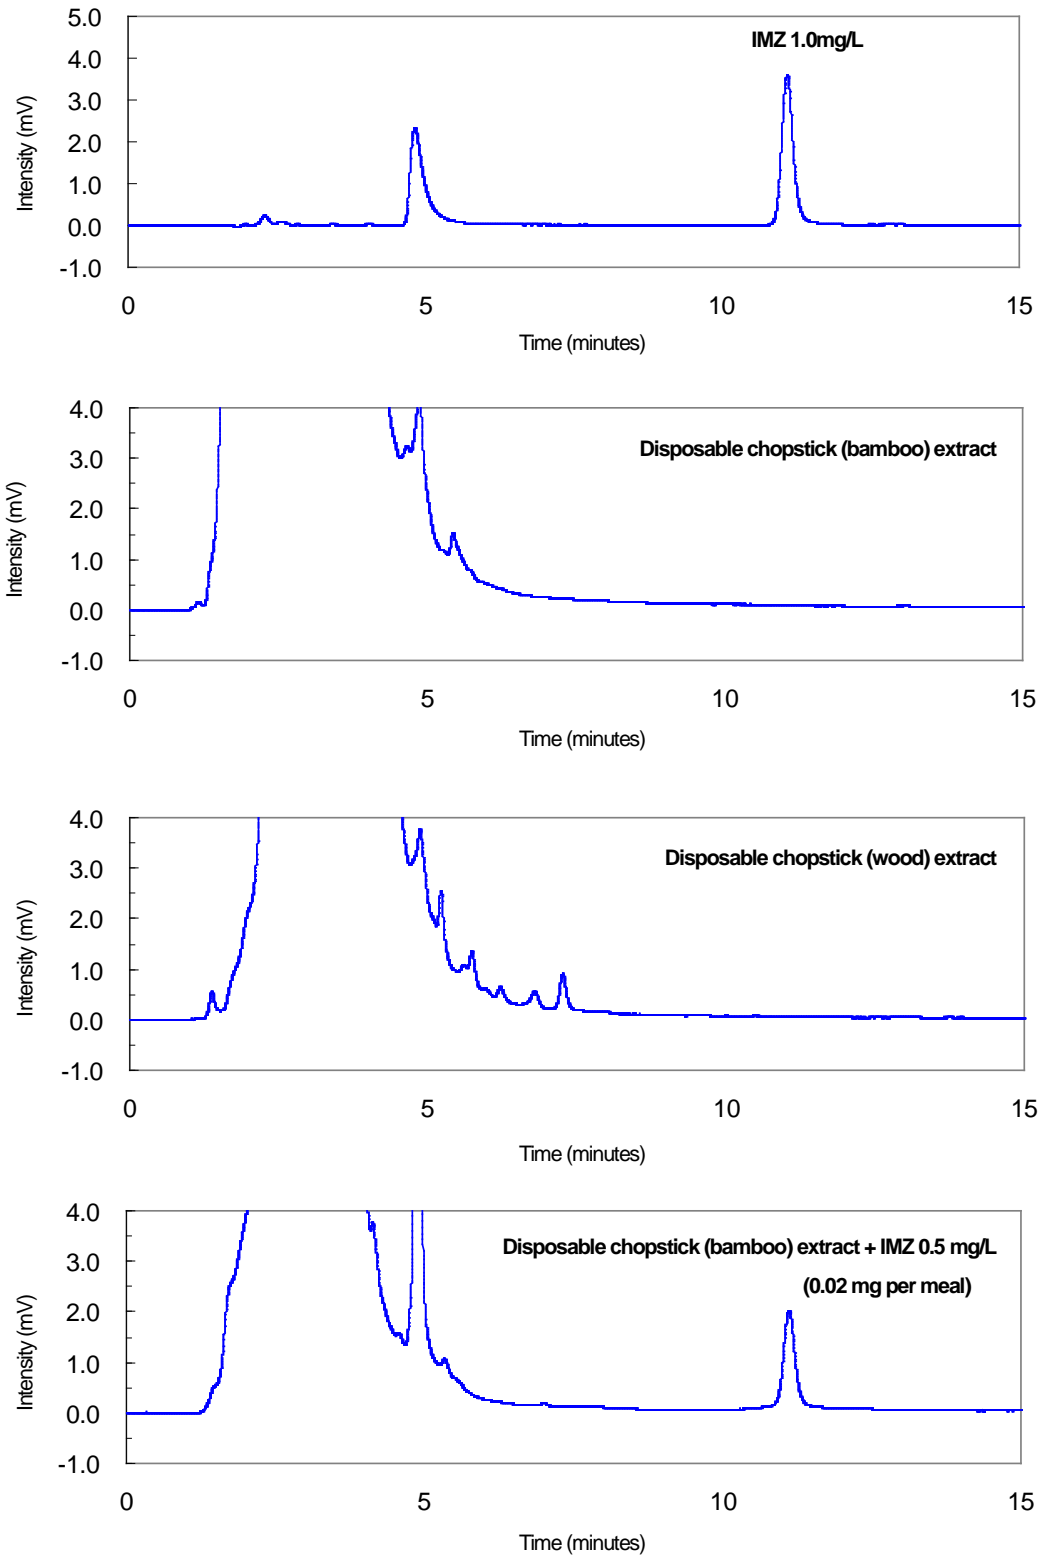 5.0
IMZ 1.0mg/L
4.0
3.0
2.0
1.0
0.0
-1.0
Intensity (mV)
0 5 10 15
Time (minutes)
4.0
Disposable chopstick (bamboo) extract
3.0
2.0
1.0
0.0
-1.0
Intensity (mV)
0 5 10 15
Time (minutes)
4.0
Disposable chopstick (wood) extract
3.0
2.0
1.0
0.0
-1.0
Intensity (mV)
0 5 10 15
Time (minutes)
4.0
Disposable chopstick (bamboo) extract + IMZ 0.5 mg/L
(0.02 mg per meal)
3.0
2.0
1.0
0.0
-1.0
Intensity (mV)
0 5 10 15
Time (minutes)